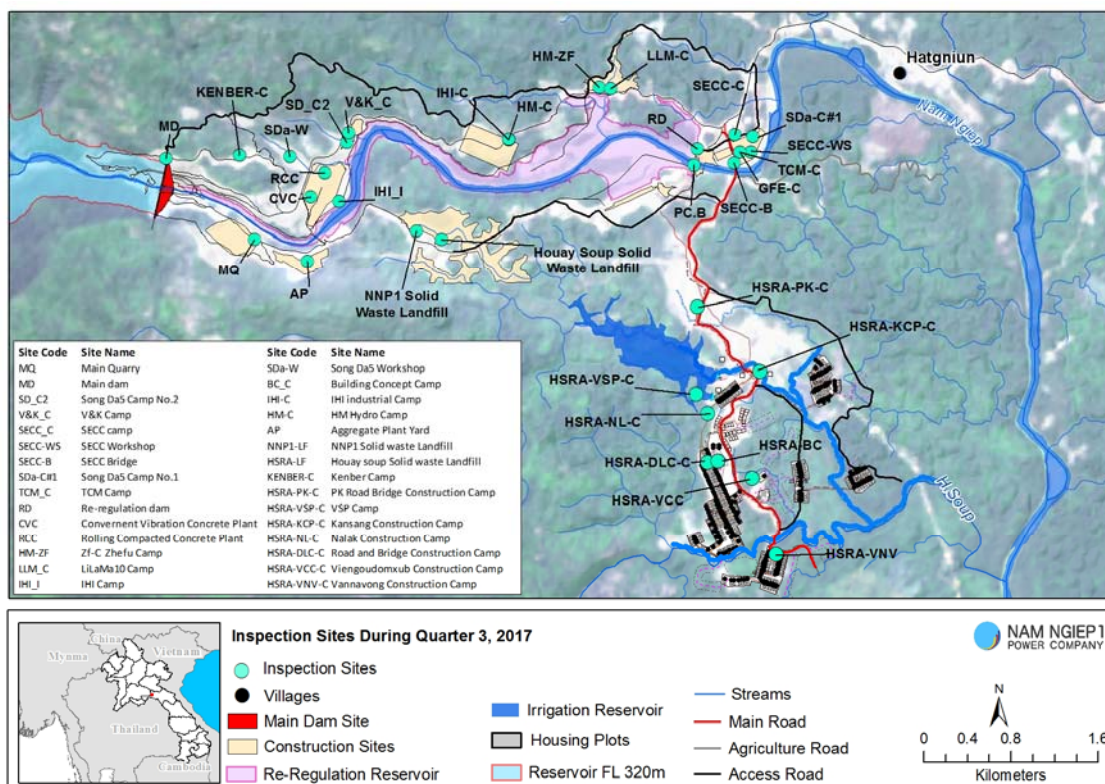 Hatgniun
HM-ZF
LLM-C
KENBER-C
SD_C2
V&K_C
IHI-C
HM-C
SECC-C
Nam Ngiep
MD
SDa-W
RD
SDa-C#1
SECC-WS
RCC
TCM-C
CVC
IHI_I
GFE-C
PC.B
SECC-B
MQ
AP
Houay Soup Solid
Waste Landfill
NNP1 Solid
Waste Landfill
HSRA-PK-C
HSRA-KCP-C
HSRA-VSP-C
HSRA-NL-C
HSRA-BC
HSRA-DLC-C
HSRA-VCC
H.Soup
HSRA-VNV
Site Code Site Name Site Code Site Name
MQ Main Quarry SDa-W Song Da5 Workshop
MD Main dam BC_C Building Concept Camp
SD_C2 Song Da5 Camp No.2 IHI-C IHI industrial Camp
V&K_C V&K Camp HM-C HM Hydro Camp
SECC_C SECC camp AP Aggregate Plant Yard
SECC-WS SECC Workshop NNP1-LF NNP1 Solid waste Landfill
SECC-B SECC Bridge HSRA-LF Houay soup Solid waste Landfill
SDa-C#1 Song Da5 Camp No.1 KENBER-C Kenber Camp
TCM_C TCM Camp HSRA-PK-C PK Road Bridge Construction Camp
RD Re-regulation dam HSRA-VSP-C VSP Camp
CVC Convernent Vibration Concrete Plant HSRA-KCP-C Kansang Construction Camp
RCC Rolling Compacted Concrete Plant HSRA-NL-C Nalak Construction Camp
HM-ZF Zf-C Zhefu Camp HSRA-DLC-C Road and Bridge Construction Camp
LLM_C LiLaMa10 Camp HSRA-VCC-C Viengoudomxub Construction Camp
IHI_I IHI Camp HSRA-VNV-C Vannavong Construction Camp
China
Mynma
Vietnam
Thailand
Cambodia
Inspection Sites During Quarter 3, 2017
Inspection Sites
Villages
Main Dam Site
Construction Sites
Re-Regulation Reservoir
Irrigation Reservoir
Housing Plots
Reservoir FL 320m
Streams
Main Road
Agriculture Road
Access Road
NAM NGIEP1
POWER COMPANY
N
0 0.4 0.8 1.6
Kilometers